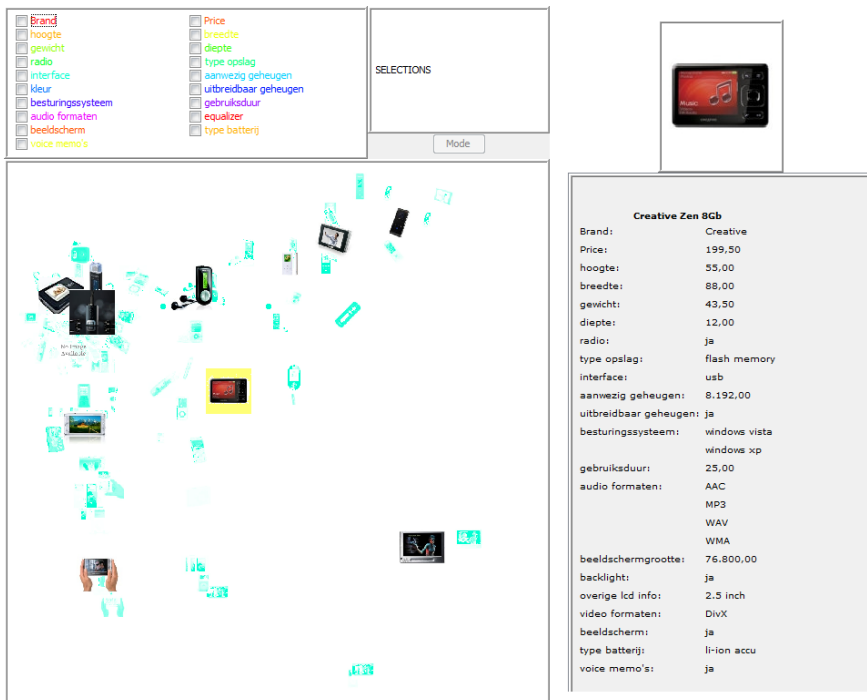 Brand
Price
hoogte
breedte
gewicht
diepte
radio
type opslag
interface
aanwezig geheugen
kleur
uitbreidbaar geheugen
besturingssysteem
gebruiksduur
audio formaten
equalizer
beeldscherm
type batterij
voice memo's
SELECTIONS
Mode
No Image
Available
Music
Creative Zen 8Gb
Brand: Creative
Price: 199,50
hoogte: 55,00
breedte: 88,00
gewicht: 43,50
diepte: 12,00
radio: ja
type opslag: flash memory
interface: usb
aanwezig geheugen: 8.192,00
uitbreidbaar geheugen: ja
besturingssysteem: windows vista
windows xp
gebruiksduur: 25,00
audio formaten: AAC
MP3
WAV
WMA
beeldschermgrootte: 76.800,00
backlight: ja
overige lcd info: 2.5 inch
video formaten: DivX
beeldscherm: ja
type batterij: li-ion accu
voice memo's: ja